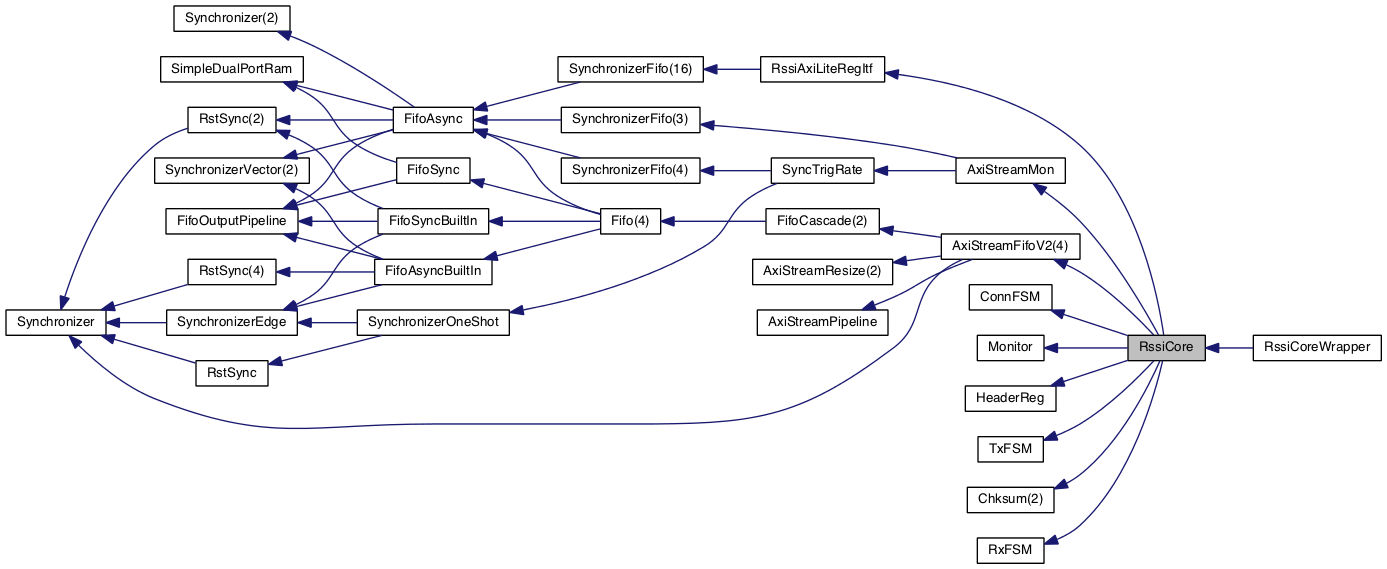 Synchronizer(2)
SimpleDualPortRam
RstSync(2)
SynchronizerVector(2)
FifoOutputPipeline
RstSync(4)
Synchronizer
SynchronizerEdge
RstSync
FifoAsync
FifoSync
FifoSyncBuiltIn
FifoAsyncBuiltIn
SynchronizerOneShot
SynchronizerFifo(16)
SynchronizerFifo(3)
SynchronizerFifo(4)
Fifo(4)
RssiAxiLiteRegItf
SyncTrigRate
FifoCascade(2)
AxiStreamResize(2)
AxiStreamPipeline
AxiStreamMon
AxiStreamFifoV2(4)
ConnFSM
Monitor
HeaderReg
TxFSM
Chksum(2)
RxFSM
RssiCore
RssiCoreWrapper